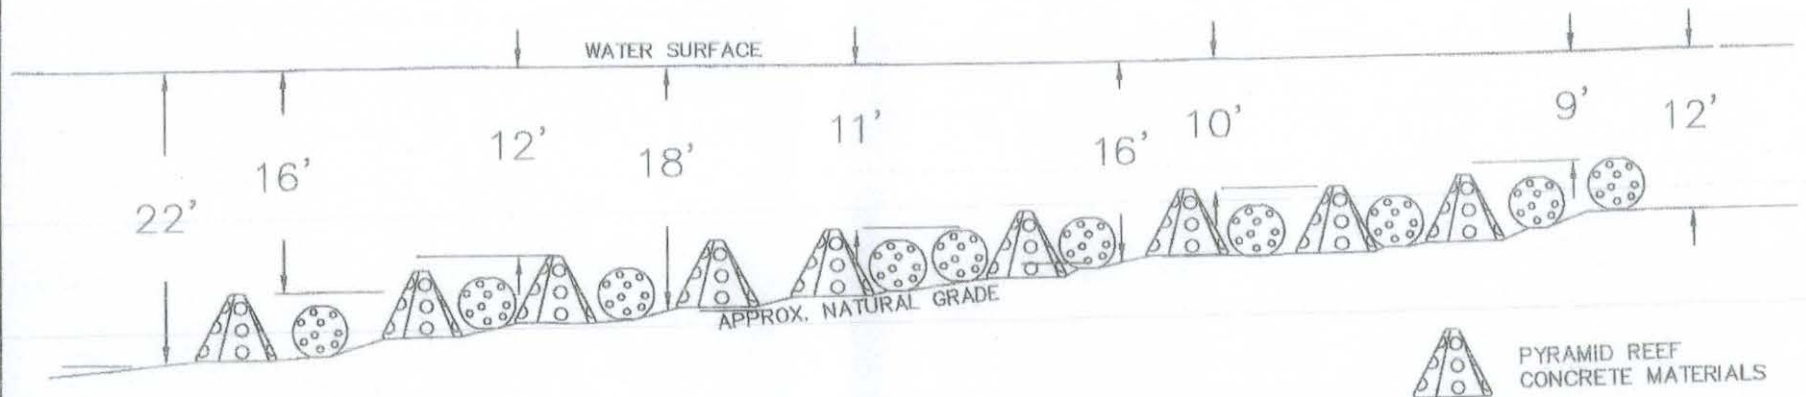 WATER SURFACE
22'
16'
12'
18'
11'
16'
10'
9'
12'
APPROX. NATURAL GRADE
PYRAMID REEF
CONCRETE MATERIALS